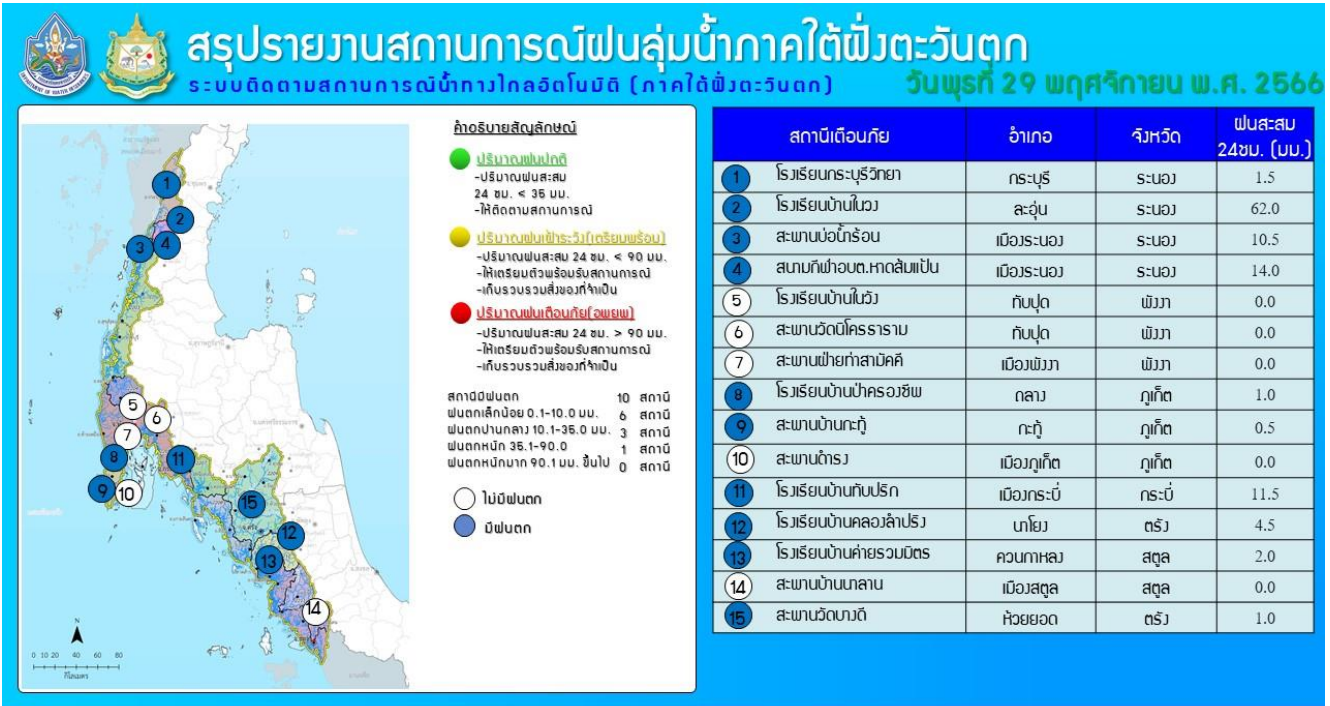 สรุปรายงานสถานการณ์ฝนลุ่มน้ำภาคใต้ฝั่งตะวันตก
ระบบติดตามสถานการณ์น้ำทางไกลอัตโนมัติ (ภาคใต้ฝั่งตะวันตก)
วันพุธที่ 29 พฤศจิกายน พ.ศ. 2566
คำอธิบายสัญลักษณ์
ปริมาณฝนปกติ
-ปริมาณฝนสะสม
24 ชม. < 35 มม.
-ให้ติดตามสถานการณ์
ปริมาณฝนเฝ้าระวัง(เตรียมพร้อม)
-ปริมาณฝนสะสม 24 ชม. < 90 มม.
-ให้เตรียมตัวพร้อมรับสถานการณ์
-เก็บรวบรวมสิ่งของที่จำเป็น
ปริมาณฝนเตือนภัย(อพยพ)
-ปริมาณฝนสะสม 24 ชม. > 90 มม.
-ให้เตรียมตัวพร้อมรับสถานการณ์
-เก็บรวบรวมสิ่งของที่จำเป็น
สถานีมีฝนตก 10 สถานี
ฝนตกเล็กน้อย 0.1-10.0 มม. 6 สถานี
ฝนตกปานกลาง 10.1-35.0 มม. 3 สถานี
ฝนตกหนัก 35.1-90.0 1 สถานี
ฝนตกหนักมาก 90.1 มม. ขึ้นไป 0 สถานี
ไม่มีฝนตก
มีฝนตก
1
2
3 4
5
6
7
8 11
9 10
15
12
13
14
N
0 10 20 40 60 80
กิโลเมตร
สถานีเตือนภัย อำเภอ จังหวัด ฝนสะสม
24ชม. (มม.)
1 โรงเรียนกระบุรีวิทยา กระบุรี ระนอง 1.5
2 โรงเรียนบ้านในวง ละอุ่น ระนอง 62.0
3 สะพานบ่อน้ำร้อน เมืองระนอง ระนอง 10.5
4 สนามกีฬาอบต.หาดส้มแป้น เมืองระนอง ระนอง 14.0
5 โรงเรียนบ้านในวัง ทับปุด พังงา 0.0
6 สะพานวัดนิโครธาราม ทับปุด พังงา 0.0
7 สะพานฝ่ายท่าสามัคคี เมืองพังงา พังงา 0.0
8 โรงเรียนบ้านป่าครองชีพ ถลาง ภูเก็ต 1.0
9 สะพานบ้านกะทู้ กะทู้ ภูเก็ต 0.5
10 สะพานดำรง เมืองภูเก็ต ภูเก็ต 0.0
11 โรงเรียนบ้านทับปริก เมืองกระบี่ กระบี่ 11.5
12 โรงเรียนบ้านคลองลำปริง นาโยง ตรัง 4.5
13 โรงเรียนบ้านค่ายรวมมิตร ควนกาหลง สตูล 2.0
14 สะพานบ้านนาลาน เมืองสตูล สตูล 0.0
15 สะพานวัดบางดี ห้วยยอด ตรัง 1.0